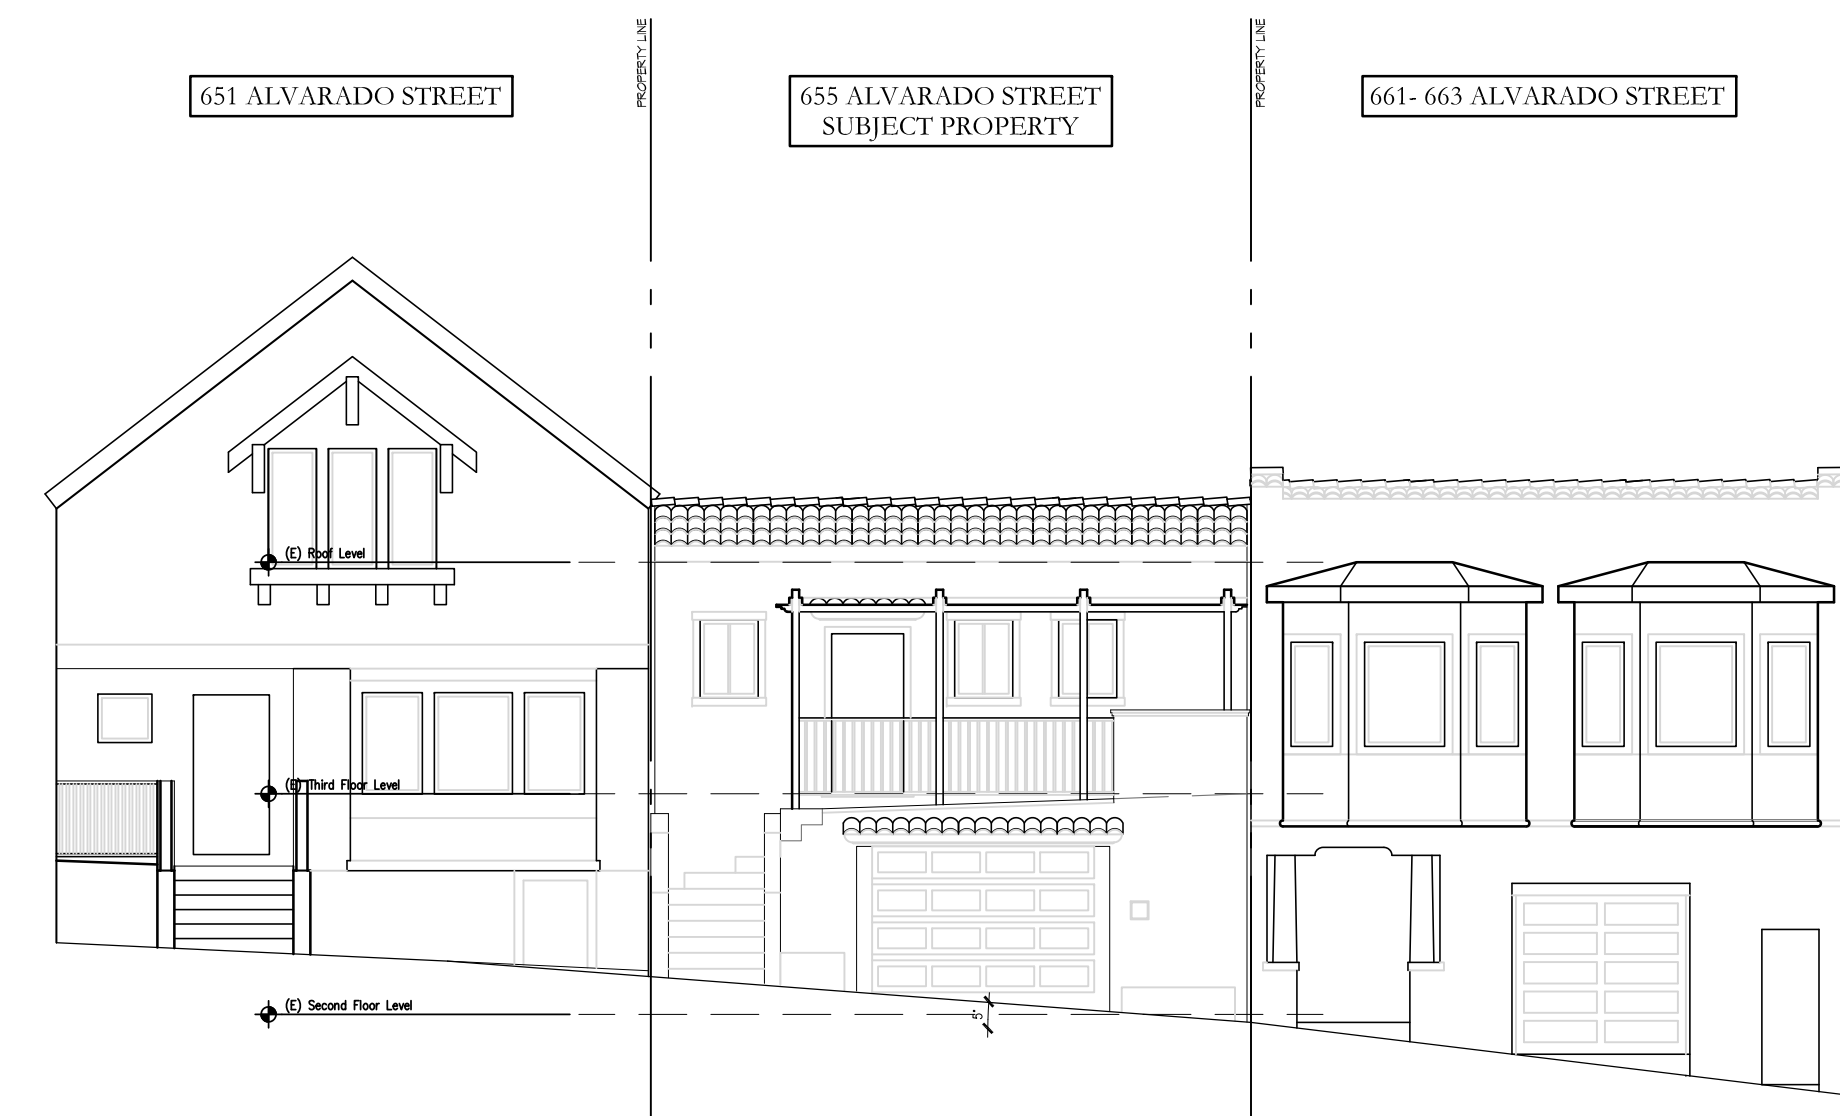 PROPERTY LINE
PROPERTY LINE
651 ALVARADO STREET
655 ALVARADO STREET
SUBJECT PROPERTY
661- 663 ALVARADO STREET
(E) Roof Level
(E) Third Floor Level
(E) Second Floor Level
5°